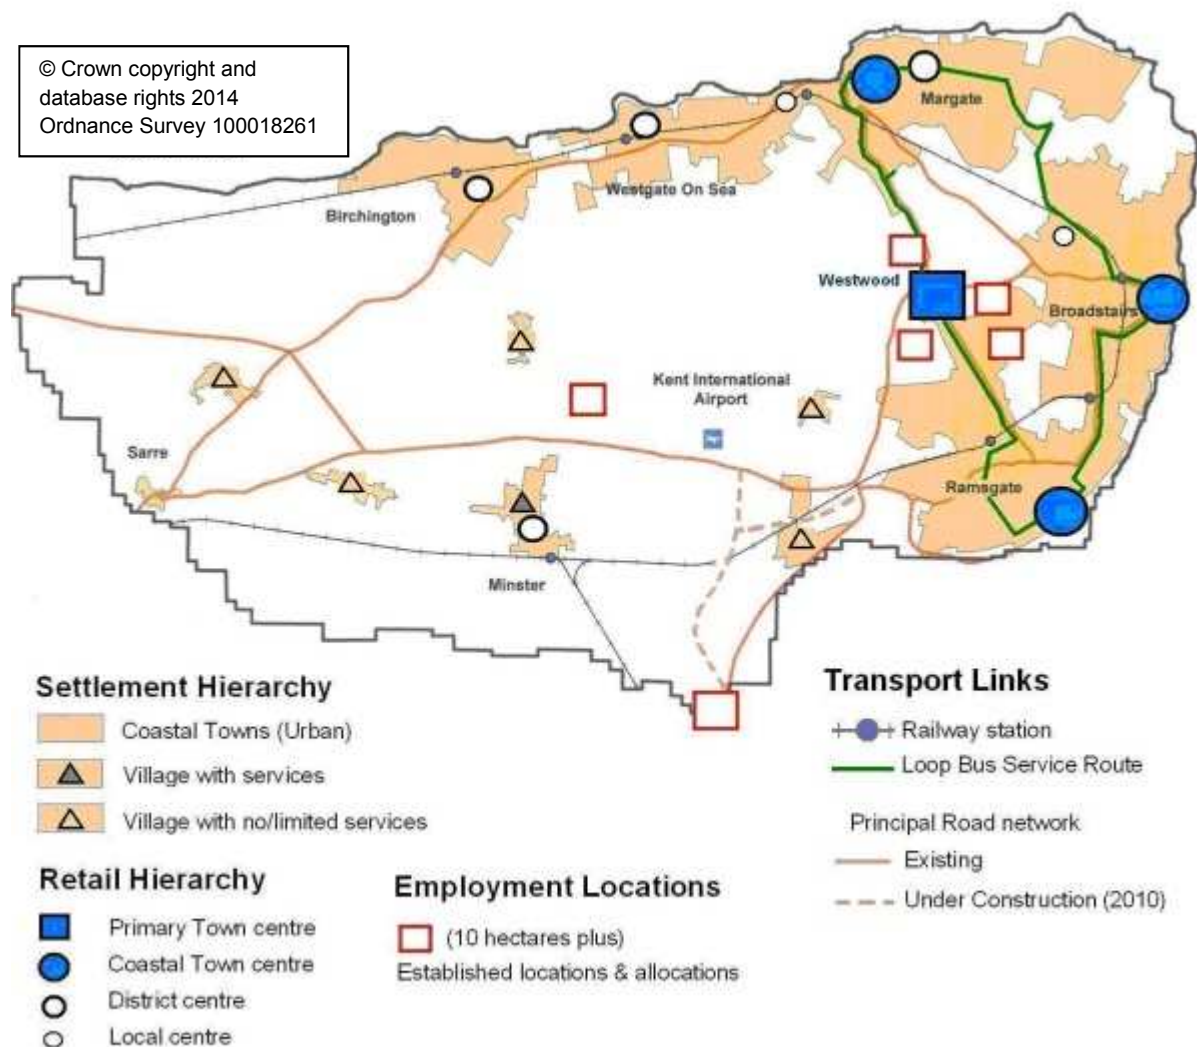 © Crown copyright and
database rights 2014
Ordnance Survey 100018261
Margate
Westgate On Sea
Birchington
Westwood
Broadstairs
Kent International
Airport
Sarre
Ramsgate
Minster
Settlement Hierarchy
Coastal Towns (Urban)
Village with services
Village with no/limited services
Retail Hierarchy
Primary Town centre
Coastal Town centre
District centre
Local centre
Employment Locations
(10 hectares plus)
Established locations & allocations
Transport Links
Railway station
Loop Bus Service Route
Principal Road network
Existing
Under Construction (2010)